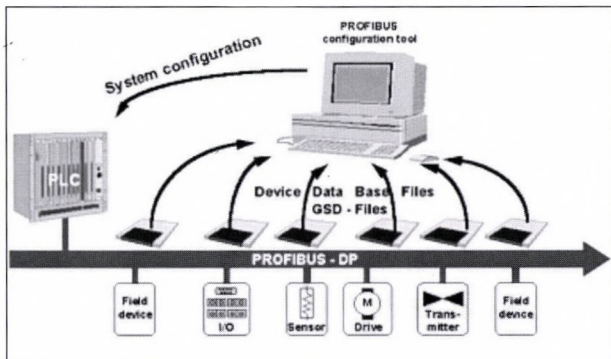 PROFIBUS
configuration tool
System configuration
PLC
Device Data Base Files
GSD - Files
PROFIBUS - DP
Field
device
I/O
Sensor
M
Drive
Trans-
mitter
Field
device